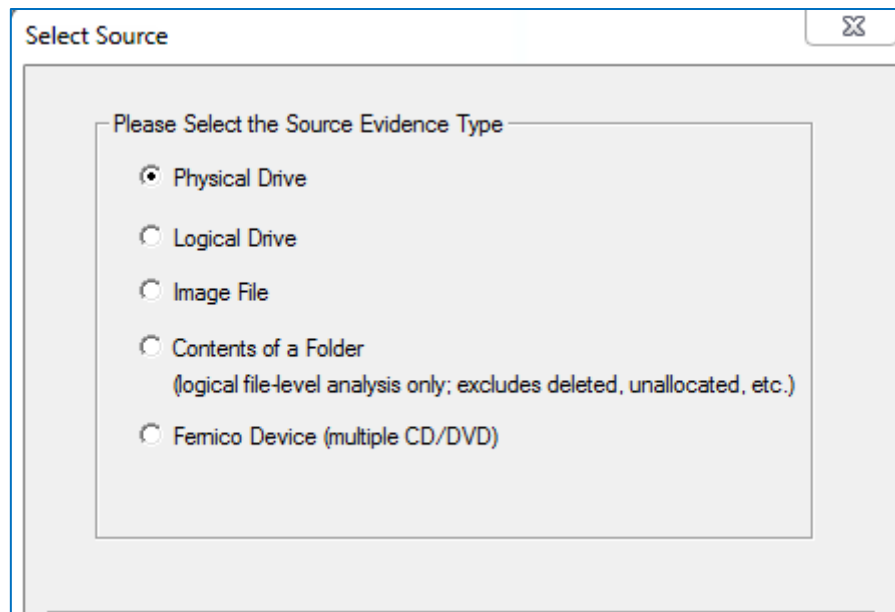 Select Source
Please Select the Source Evidence Type
Physical Drive
Logical Drive
Image File
Contents of a Folder
(logical file-level analysis only; excludes deleted, unallocated, etc.)
Fernico Device (multiple CD/DVD)